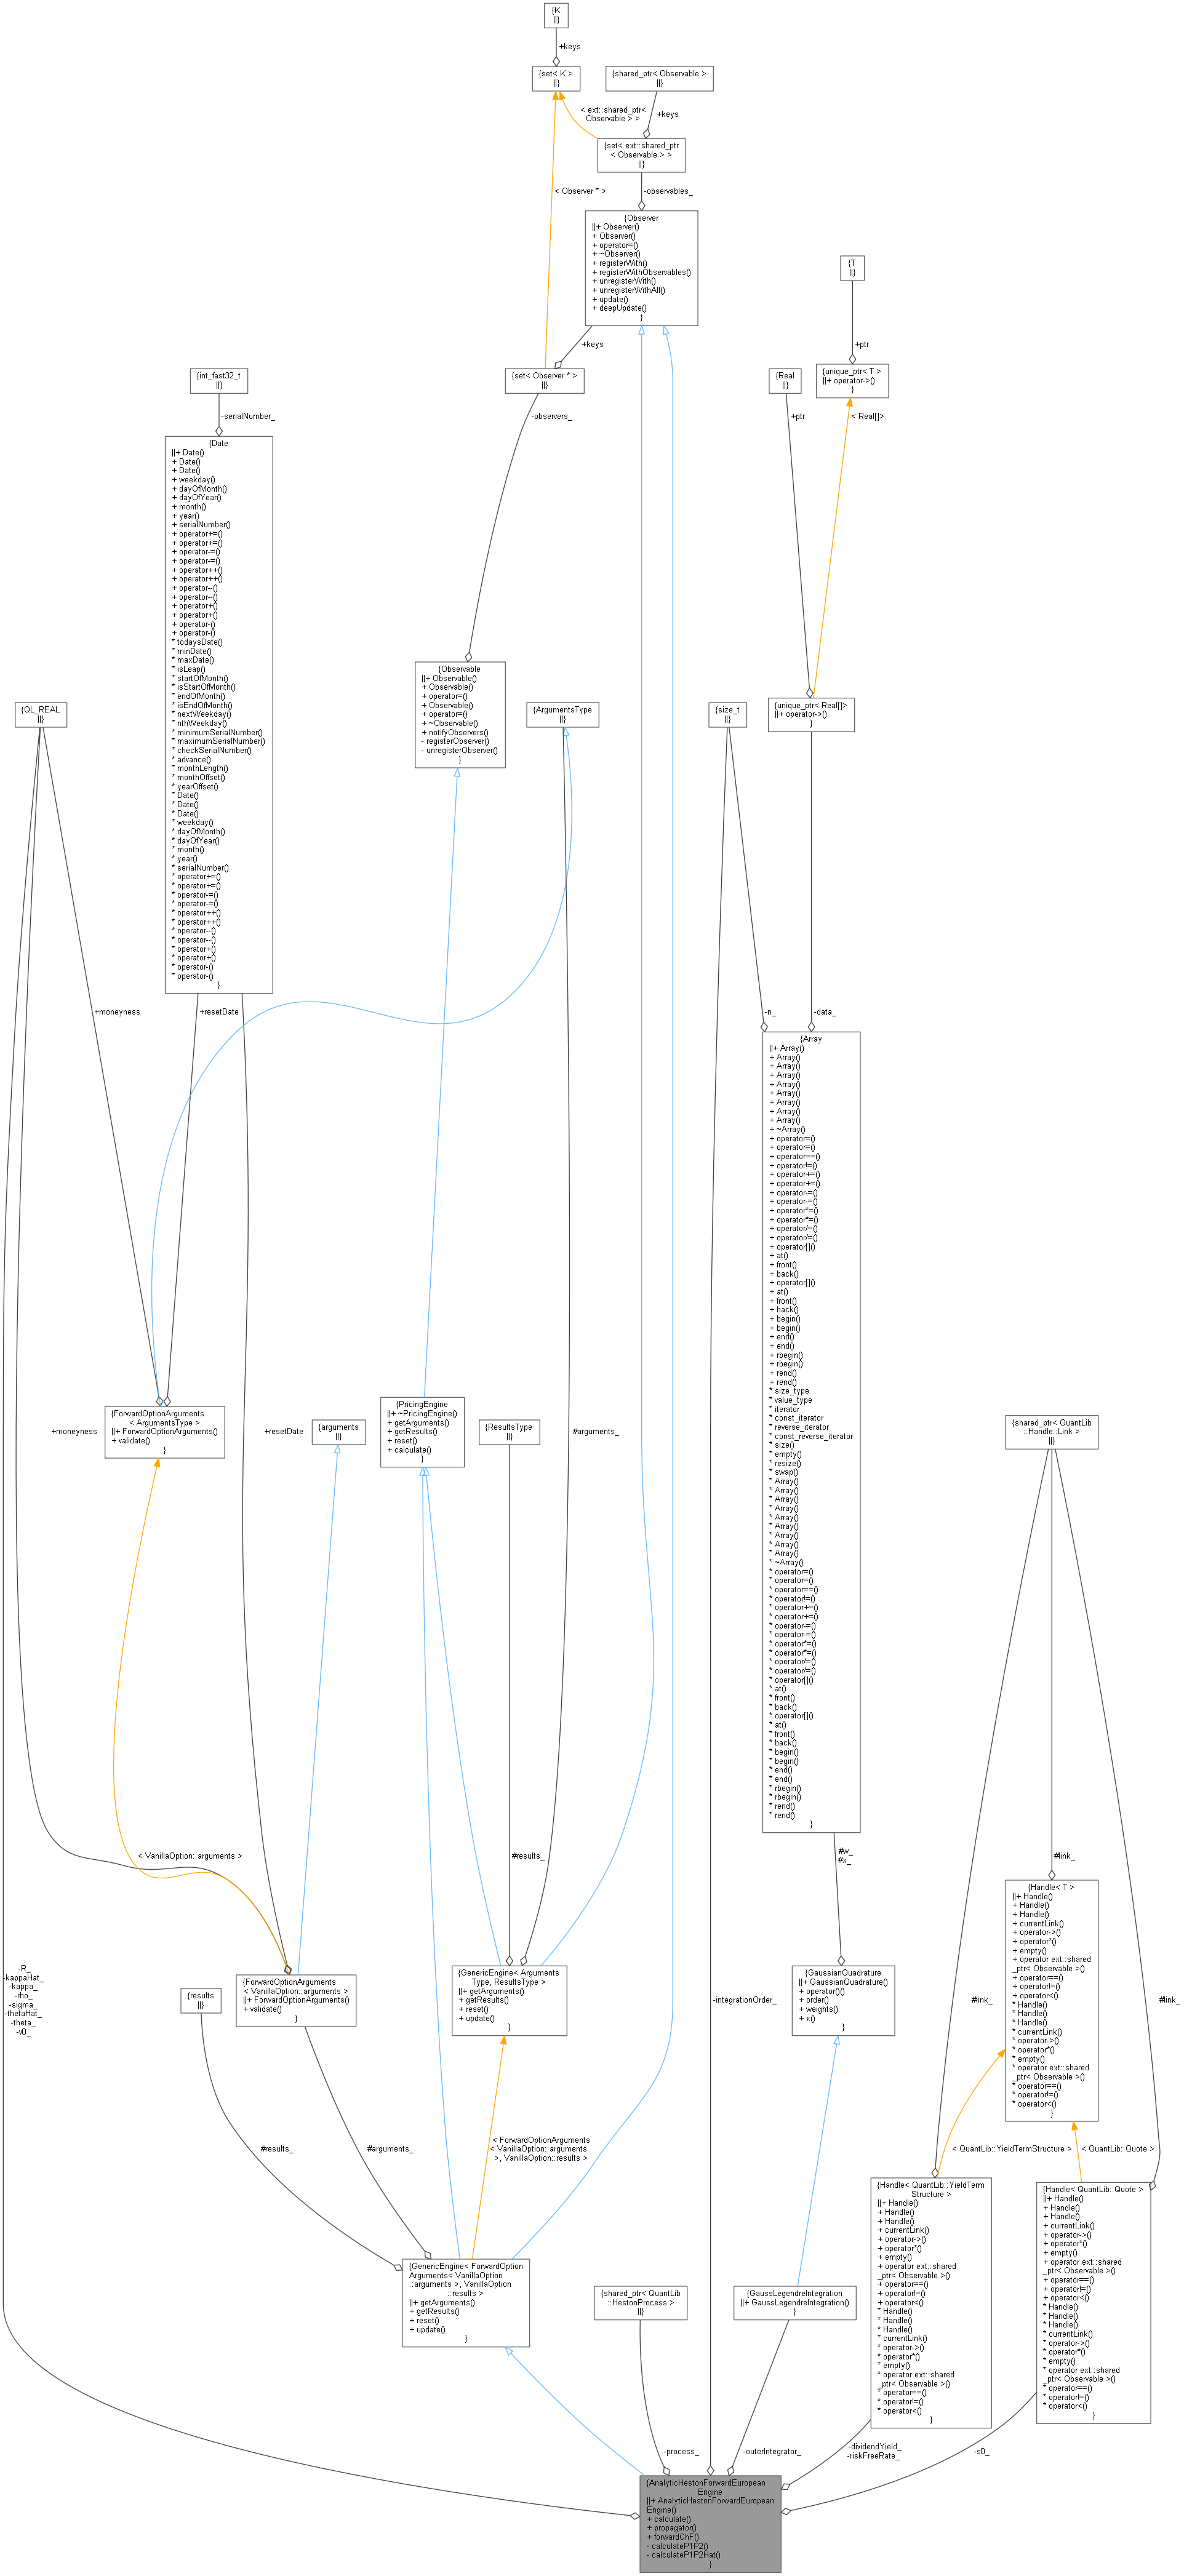 {K
||}
+keys
{set< K >
||}
{shared_ptr< Observable >
||}
< ext::shared_ptr<
Observable > >
+keys
{set< ext::shared_ptr
< Observable > >
||}
< Observer * >
-observables_
{Observer
||+ Observer()
+ Observer()
+ operator=()
+ ~Observer()
+ registerWith()
+ registerWithObservables()
+ unregisterWith()
+ unregisterWithAll()
+ update()
+ deepUpdate()
}
{T
||}
+keys
+ptr
{int_fast32_t
||}
{set< Observer * >
||}
{Real
||}
{unique_ptr< T >
||+ operator->()
}
-serialNumber_
-observers_
+ptr
< Real[]>
{Date
||+ Date()
+ Date()
+ Date()
+ weekday()
+ dayOfMonth()
+ dayOfYear()
+ month()
+ year()
+ serialNumber()
+ operator+=()
+ operator+=()
+ operator-=()
+ operator-=()
+ operator++()
+ operator++()
+ operator--()
+ operator--()
+ operator+()
+ operator+()
+ operator-()
+ operator-()
* todaysDate()
* minDate()
* maxDate()
* isLeap()
* startOfMonth()
* isStartOfMonth()
* endOfMonth()
* isEndOfMonth()
* nextWeekday()
* nthWeekday()
* minimumSerialNumber()
* maximumSerialNumber()
* checkSerialNumber()
* advance()
* monthLength()
* monthOffset()
* yearOffset()
* Date()
* Date()
* Date()
* weekday()
* dayOfMonth()
* dayOfYear()
* month()
* year()
* serialNumber()
* operator+=()
* operator+=()
* operator-=()
* operator-=()
* operator++()
* operator++()
* operator--()
* operator--()
* operator+()
* operator+()
* operator-()
* operator-()
}
{Observable
||+ Observable()
+ Observable()
+ operator=()
+ Observable()
+ operator=()
+ ~Observable()
+ notifyObservers()
- registerObserver()
- unregisterObserver()
}
{QL_REAL
||}
{ArgumentsType
||}
{size_t
||}
{unique_ptr< Real[]>
||+ operator->()
}
+moneyness
+resetDate
-n_
-data_
{Array
||+ Array()
+ Array()
+ Array()
+ Array()
+ Array()
+ Array()
+ Array()
+ Array()
+ Array()
+ ~Array()
+ operator=()
+ operator=()
+ operator==()
+ operator!=()
+ operator+=()
+ operator+=()
+ operator-=()
+ operator-=()
+ operator*=()
+ operator*=()
+ operator/=()
+ operator/=()
+ operator[]()
+ at()
+ front()
+ back()
+ operator[]()
+ at()
+ front()
+ back()
+ begin()
+ begin()
+ end()
+ end()
+ rbegin()
+ rbegin()
+ rend()
+ rend()
* size_type
* value_type
* iterator
* const_iterator
* reverse_iterator
* const_reverse_iterator
* size()
* empty()
* resize()
* swap()
* Array()
* Array()
* Array()
* Array()
* Array()
* Array()
* Array()
* Array()
* Array()
* ~Array()
* operator=()
* operator=()
* operator==()
* operator!=()
* operator+=()
* operator+=()
* operator-=()
* operator-=()
* operator*=()
* operator*=()
* operator/=()
* operator/=()
* operator[]()
* at()
* front()
* back()
* operator[]()
* at()
* front()
* back()
* begin()
* begin()
* end()
* end()
* rbegin()
* rbegin()
* rend()
* rend()
}
{ForwardOptionArguments
< ArgumentsType >
||+ ForwardOptionArguments()
+ validate()
}
+moneyness
+resetDate
{arguments
||}
{PricingEngine
||+ ~PricingEngine()
+ getArguments()
+ getResults()
+ reset()
+ calculate()
}
{ResultsType
||}
#arguments_
{shared_ptr< QuantLib
::Handle::Link >
||}
< VanillaOption::arguments >
#results_
#w_
#x_
#link_
{Handle< T >
||+ Handle()
+ Handle()
+ Handle()
+ currentLink()
+ operator->()
+ operator*()
+ empty()
+ operator ext::shared
_ptr< Observable >()
+ operator==()
+ operator!=()
+ operator<()
* Handle()
* Handle()
* Handle()
* currentLink()
* operator->()
* operator*()
* empty()
* operator ext::shared
_ptr< Observable >()
* operator==()
* operator!=()
* operator<()
}
-R_
-kappaHat_
-kappa_
-rho_
-sigma_
-thetaHat_
-theta_
-v0_
{results
||}
{ForwardOptionArguments
< VanillaOption::arguments >
||+ ForwardOptionArguments()
+ validate()
}
{GenericEngine< Arguments
Type, ResultsType >
||+ getArguments()
+ getResults()
+ reset()
+ update()
}
-integrationOrder_
{GaussianQuadrature
||+ GaussianQuadrature()
+ operator()()
+ order()
+ weights()
+ x()
}
#link_
#link_
#results_
#arguments_
< ForwardOptionArguments
< VanillaOption::arguments
>, VanillaOption::results >
< QuantLib::YieldTermStructure >
< QuantLib::Quote >
{Handle< QuantLib::YieldTerm
Structure >
||+ Handle()
+ Handle()
+ Handle()
+ currentLink()
+ operator->()
+ operator*()
+ empty()
+ operator ext::shared
_ptr< Observable >()
+ operator==()
+ operator!=()
+ operator<()
* Handle()
* Handle()
* Handle()
* currentLink()
* operator->()
* operator*()
* empty()
* operator ext::shared
_ptr< Observable >()
* operator==()
* operator!=()
* operator<()
}
{Handle< QuantLib::Quote >
||+ Handle()
+ Handle()
+ Handle()
+ currentLink()
+ operator->()
+ operator*()
+ empty()
+ operator ext::shared
_ptr< Observable >()
+ operator==()
+ operator!=()
+ operator<()
* Handle()
* Handle()
* Handle()
* currentLink()
* operator->()
* operator*()
* empty()
* operator ext::shared
_ptr< Observable >()
* operator==()
* operator!=()
* operator<()
}
{GenericEngine< ForwardOption
Arguments< VanillaOption
::arguments >, VanillaOption
::results >
||+ getArguments()
+ getResults()
+ reset()
+ update()
}
{shared_ptr< QuantLib
::HestonProcess >
||}
{GaussLegendreIntegration
||+ GaussLegendreIntegration()
}
-process_
-outerIntegrator_
-dividendYield_
-riskFreeRate_
-s0_
{AnalyticHestonForwardEuropean
Engine
||+ AnalyticHestonForwardEuropean
Engine()
+ calculate()
+ propagator()
+ forwardChF()
- calculateP1P2()
- calculateP1P2Hat()
}